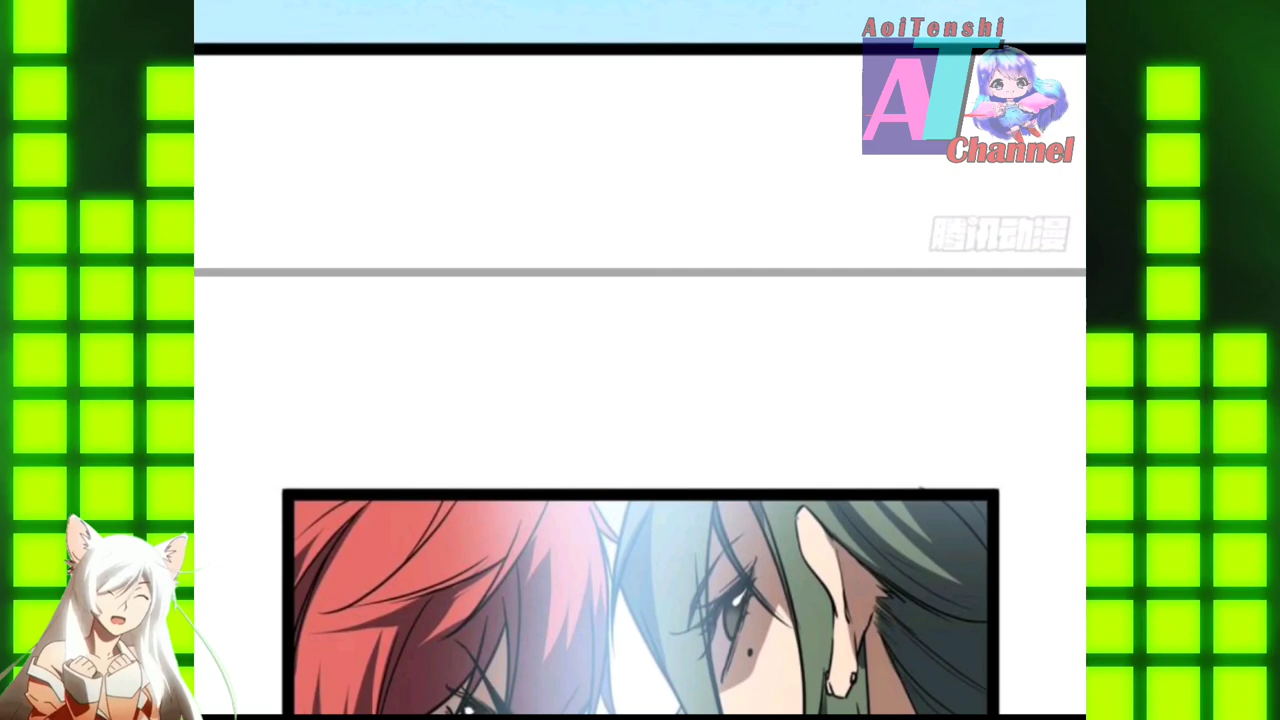 AoiTenshi
AT
Channel
腾讯动漫